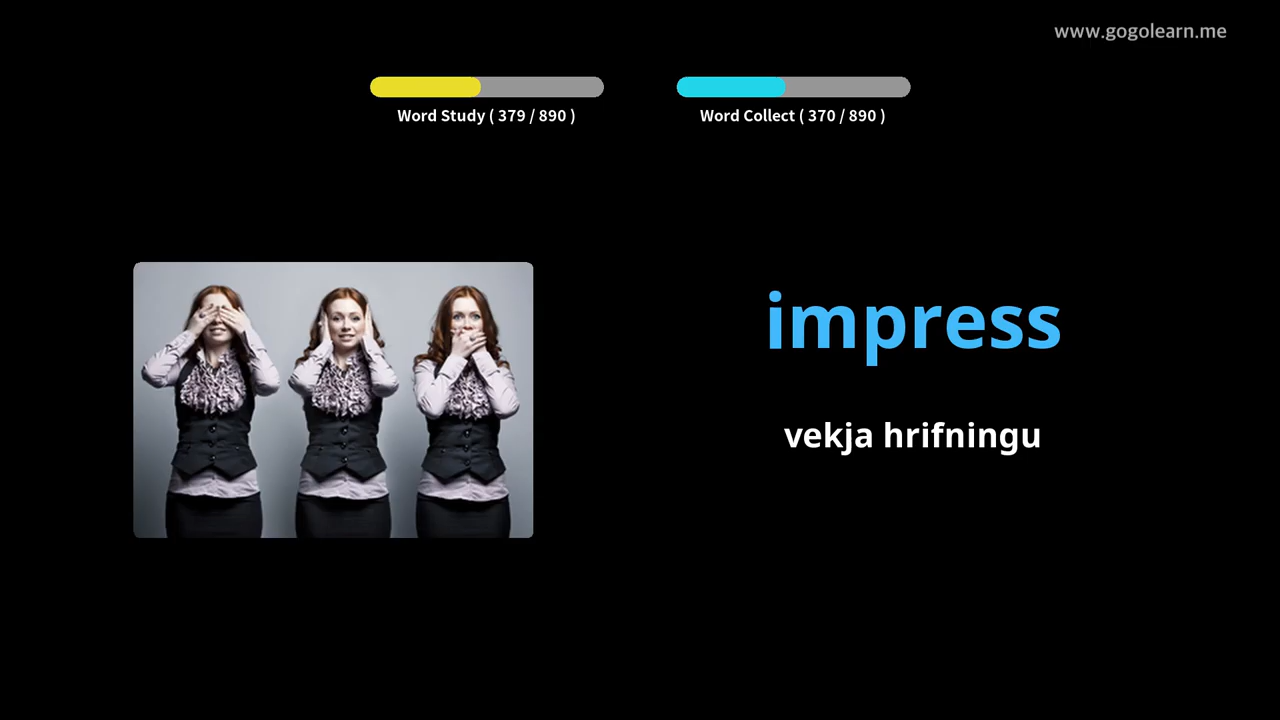 www.gogolearn.me
Word Study ( 379 / 890 )
Word Collect ( 370 / 890 )
impress
vekja hrifningu